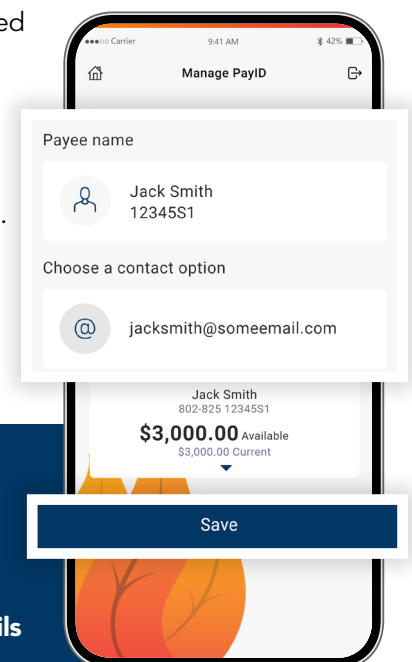 ed
Carrier 9:41 AM 42%
Manage PayID
Payee name
Jack Smith
12345S1
.
Choose a contact option
@ jacksmith@someemail.com
Jack Smith
802-825 12345S1
$3,000.00 Available
$3,000.00 Current
Save
ils